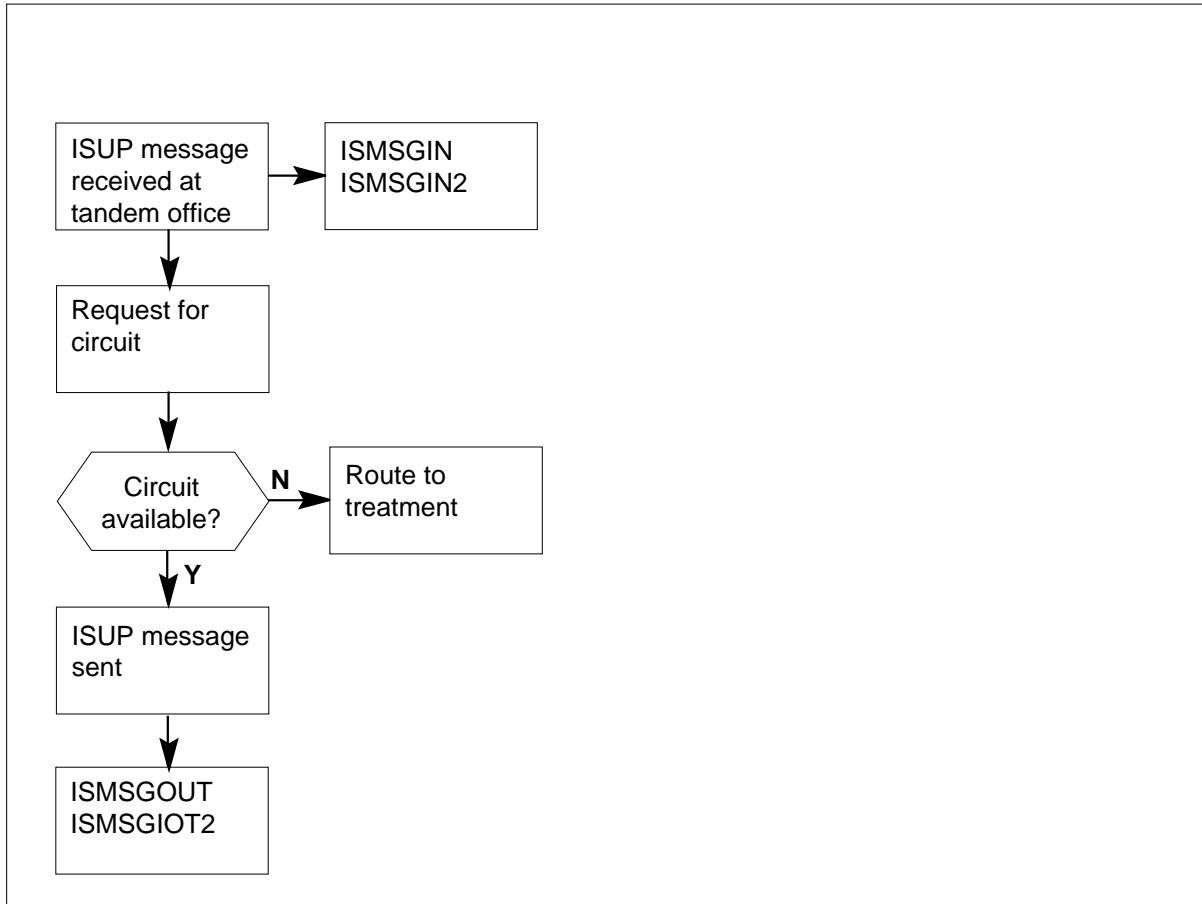 ISUP message
received at
tandem office
ISMSGIN
ISMSGIN2
Request for
circuit
Circuit
available?
N
Route to
treatment
Y
ISUP message
sent
ISMSGOUT
ISMSGIOT2